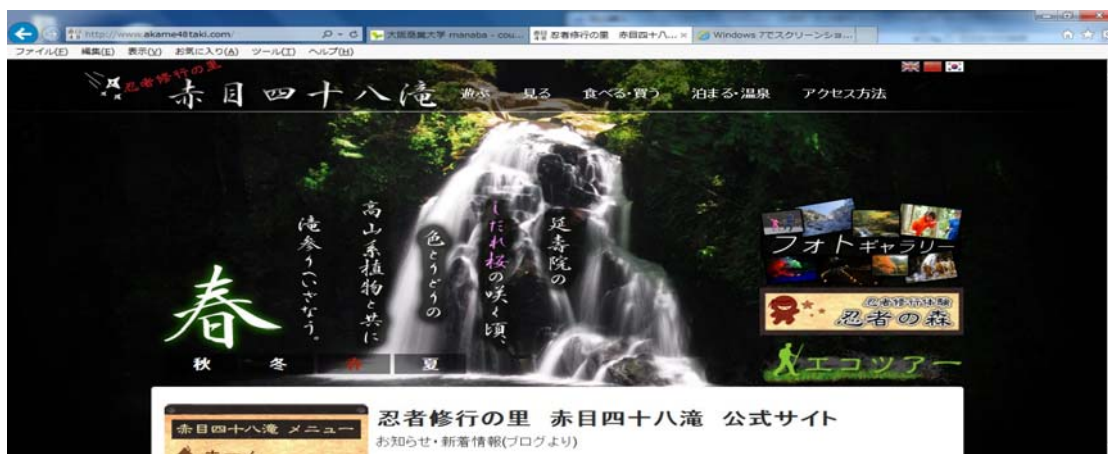 http://www.akame48taki.com/
大阪商業大学 manaba - cou...
忍者修行の里 赤目四十八...
Windows 7でスクリーンショ...
ファイル(F) 編集(E) 表示(V) お気に入り(A) ツール(T) ヘルプ(H)
忍者修行の里
赤目四十八滝
遊ぶ 見る 食べる・買う 泊まる・温泉 アクセス方法
延寿院の
しだれ桜の咲く頃、
色とりどりの
高山系植物と共に
滝参りへいざなう。
春
フォトギャラリー
忍者修行体験
忍者の森
エコツアー
秋 冬 春 夏
赤目四十八滝 メニュー
忍者修行の里 赤目四十八滝 公式サイト
お知らせ・新着情報(ブログより)